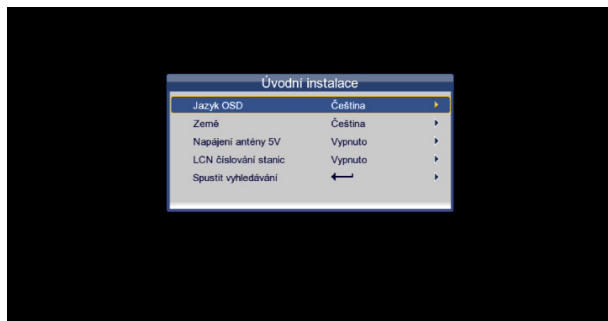 Úvodní instalace
Jazyk OSD Čeština
Země Čeština
Napájení antény 5V Vypnuto
LCN číslování stanic Vypnuto
Spustit vyhledávání